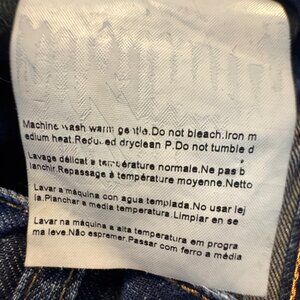 Machine wash warm gentle.Do not bleach.Iron m
edium heat.Reduced dryclean P.Do not tumble d
Lavage délicat a température normale.Ne pas b
lanchir.Repassage à température moyenne.Netto
Lavar a máquina con agua templada.No usar lej
ía.Planchar a media temperatura.Limpiar en se
Lavar na máquina a alta temperatura em progra
ma leve.Não espremer.Passar com ferro a média